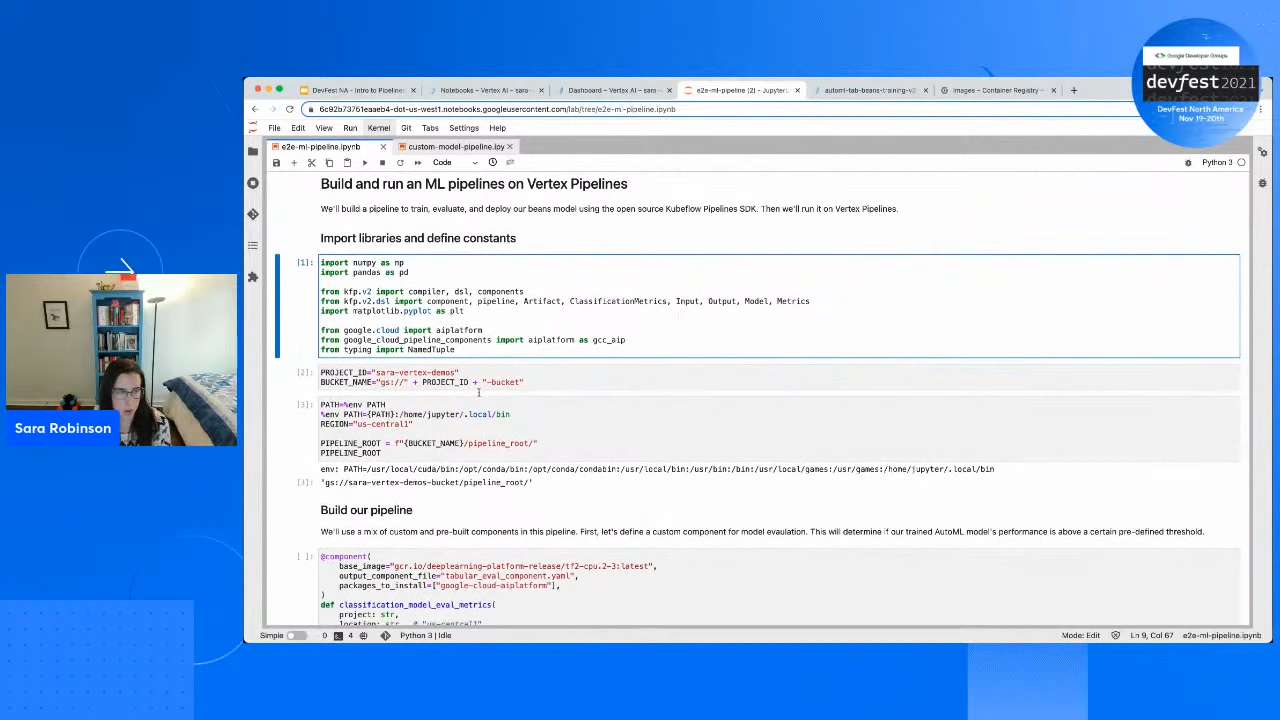 Google Developer Groups
devfest
devfest2021
DevFest North America
Nov 19-20th
DevFest NA - Intro to Pipeline
Notebooks – Vertex AI – sara-
Dashboard – Vertex AI – sara-
e2e-ml-pipeline (2) - Jupyter
automl-tab-beans-training-v2
Images – Container Registry –
6c92b73761eaaeb4-dot-us-west1.notebooks.googleusercontent.com/lab/tree/e2e-ml-pipeline.ipynb
File Edit View Run Kernel Git Tabs Settings Help
e2e-ml-pipeline.ipynb
custom-model-pipeline.ipy
Code
Python 3
Build and run an ML pipelines on Vertex Pipelines
We'll build a pipeline to train, evaluate, and deploy our beans model using the open source Kubeflow Pipelines SDK. Then we'll run it on Vertex Pipelines.
Import libraries and define constants
[1]: import numpy as np
import pandas as pd
from kfp.v2 import compiler, dsl, components
from kfp.v2.dsl import component, pipeline, Artifact, ClassificationMetrics, Input, Output, Model, Metrics
import matplotlib.pyplot as plt
from google.cloud import aiplatform
from google_cloud_pipeline_components import aiplatform as gcc_aip
from typing import NamedTuple
[2]: PROJECT_ID="sara-vertex-demos"
BUCKET_NAME="gs://" + PROJECT_ID + "-bucket"
[3]: PATH=%env PATH
%env PATH={PATH}:/home/jupyter/.local/bin
REGION="us-central1"
PIPELINE_ROOT = f"{BUCKET_NAME}/pipeline_root/"
PIPELINE_ROOT
env: PATH=/usr/local/cuda/bin:/opt/conda/bin:/opt/conda/condabin:/usr/local/bin:/usr/bin:/bin:/usr/local/games:/usr/games:/home/jupyter/.local/bin
[3]: 'gs://sara-vertex-demos-bucket/pipeline_root/'
Build our pipeline
We'll use a mix of custom and pre-built components in this pipeline. First, let's define a custom component for model evaulation. This will determine if our trained AutoML model's performance is above a certain pre-defined threshold.
[ ]: @component(
base_image="gcr.io/deeplearning-platform-release/tf2-cpu.2-3:latest",
output_component_file="tabular_eval_component.yaml",
packages_to_install=["google-cloud-aiplatform"],
)
def classification_model_eval_metrics(
project: str,
location: str, # "us-central1",
Simple 0 4 Python 3 | Idle
Mode: Edit Ln 9, Col 67 e2e-ml-pipeline.ipynb
Sara Robinson